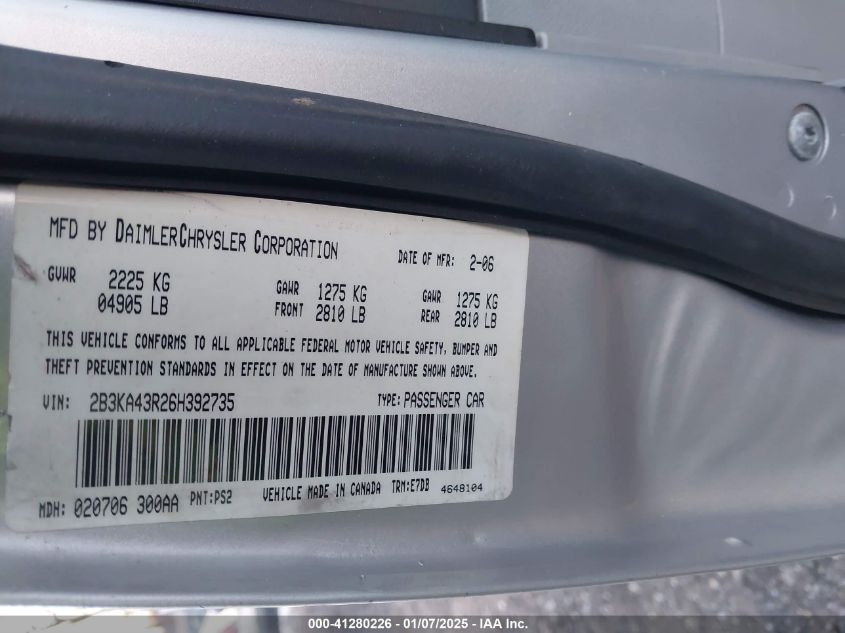 MFD BY DAIMLERCHRYSLER CORPORATION DATE OF MFR: 2-06
GVWR 2225 KG GAWR 1275 KG GAWR 1275 KG
04905 LB FRONT 2810 LB REAR 2810 LB
THIS VEHICLE CONFORMS TO ALL APPLICABLE FEDERAL MOTOR VEHICLE SAFETY, BUMPER AND
THEFT PREVENTION STANDARDS IN EFFECT ON THE DATE OF MANUFACTURE SHOWN ABOVE.
VIN: 2B3KA43R26H392735 TYPE: PASSENGER CAR
MDH: 020706 300AA PNT:PS2 VEHICLE MADE IN CANADA TRM:E7DB 4648104
000-41280226 - 01/07/2025 - IAA Inc.